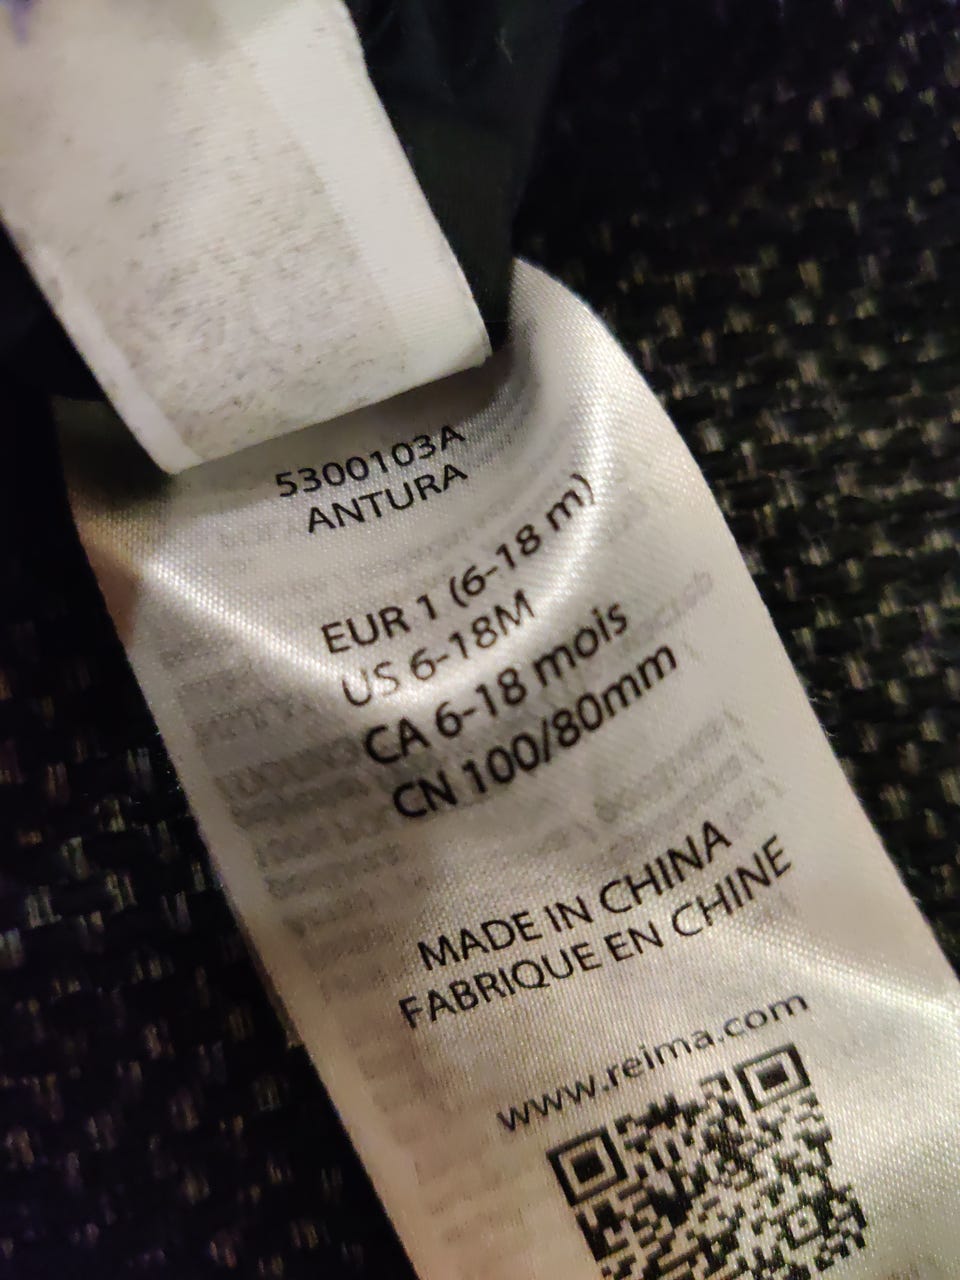 5300103A
ANTURA
EUR 1 (6-18 m)
US 6-18M
CA 6-18 mois
CN 100/80mm
MADE IN CHINA
FABRIQUE EN CHINE
www.reima.com